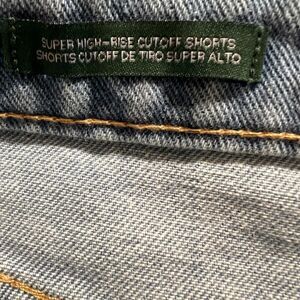 SUPER HIGH-RISE CUTOFF SHORTS
SHORTS CUTOFF DE TIRO SUPER ALTO